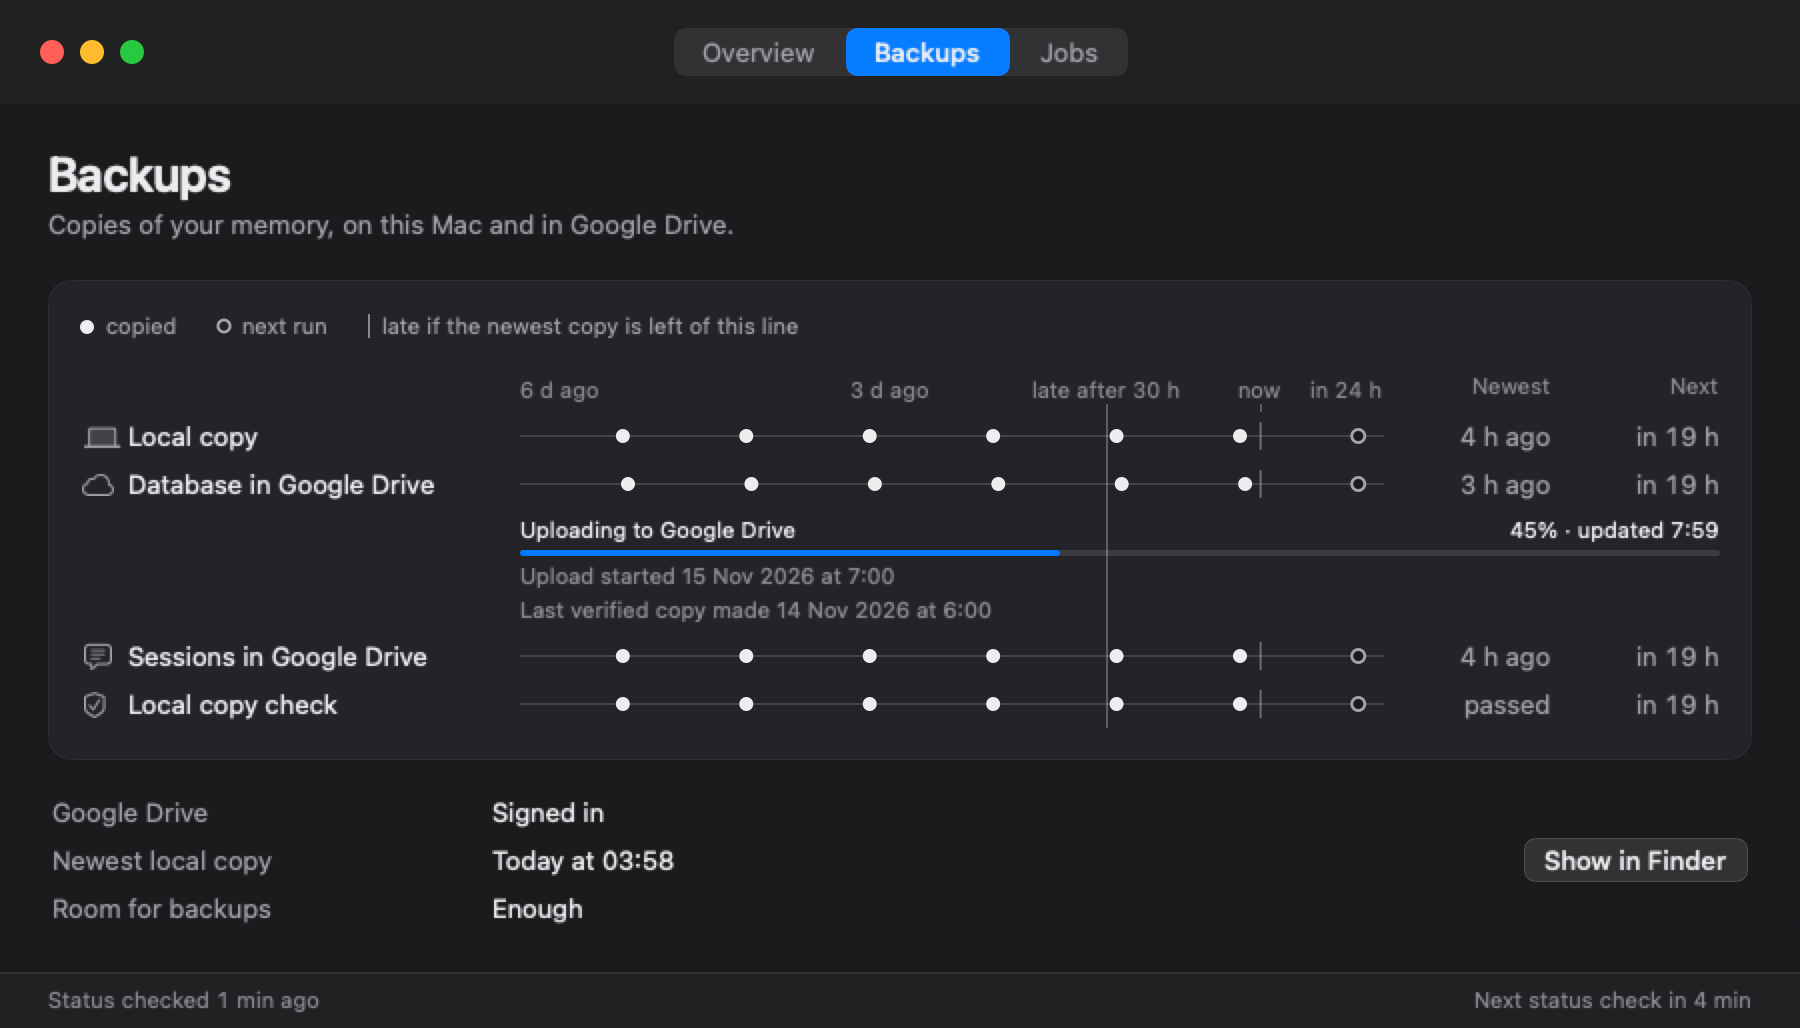 Overview Backups Jobs
Backups
Copies of your memory, on this Mac and in Google Drive.
copied next run late if the newest copy is left of this line
6 d ago 3 d ago late after 30 h now in 24 h Newest Next
Local copy 4 h ago in 19 h
Database in Google Drive 3 h ago in 19 h
Uploading to Google Drive 45% · updated 7:59
Upload started 15 Nov 2026 at 7:00
Last verified copy made 14 Nov 2026 at 6:00
Sessions in Google Drive 4 h ago in 19 h
Local copy check passed in 19 h
Google Drive Signed in
Newest local copy Today at 03:58 Show in Finder
Room for backups Enough
Status checked 1 min ago Next status check in 4 min